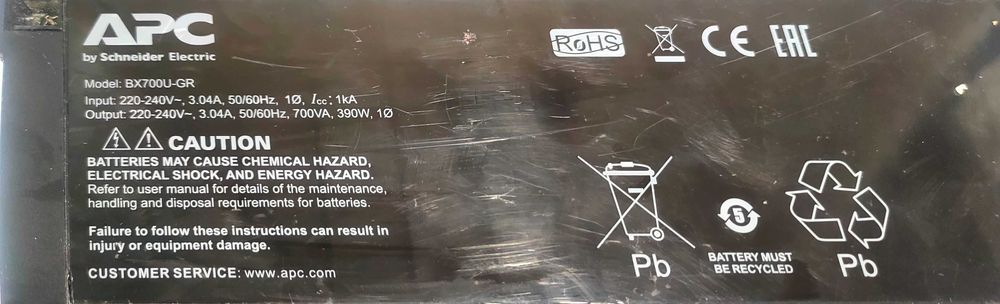 APC
by Schneider Electric
RoHS
CE
EAC
Model: BX700U-GR
Input: 220-240V~, 3.04A, 50/60Hz, 1Ø, Icc: 1kA
Output: 220-240V~, 3.04A, 50/60Hz, 700VA, 390W, 1Ø
CAUTION
BATTERIES MAY CAUSE CHEMICAL HAZARD,
ELECTRICAL SHOCK, AND ENERGY HAZARD.
Refer to user manual for details of the maintenance,
handling and disposal requirements for batteries.
Failure to follow these instructions can result in
injury or equipment damage.
CUSTOMER SERVICE: www.apc.com
Pb
5
BATTERY MUST
BE RECYCLED
Pb